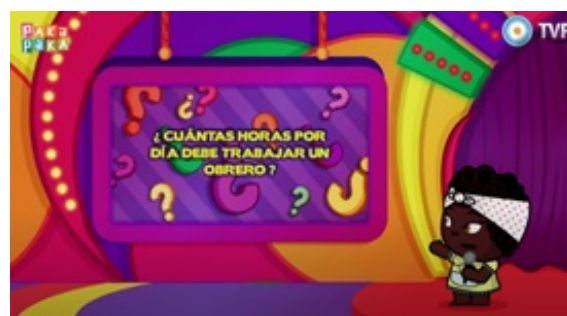 PAKA
PAKA
TVP
¿ CUÁNTAS HORAS POR
DÍA DEBE TRABAJAR UN
OBRERO ?